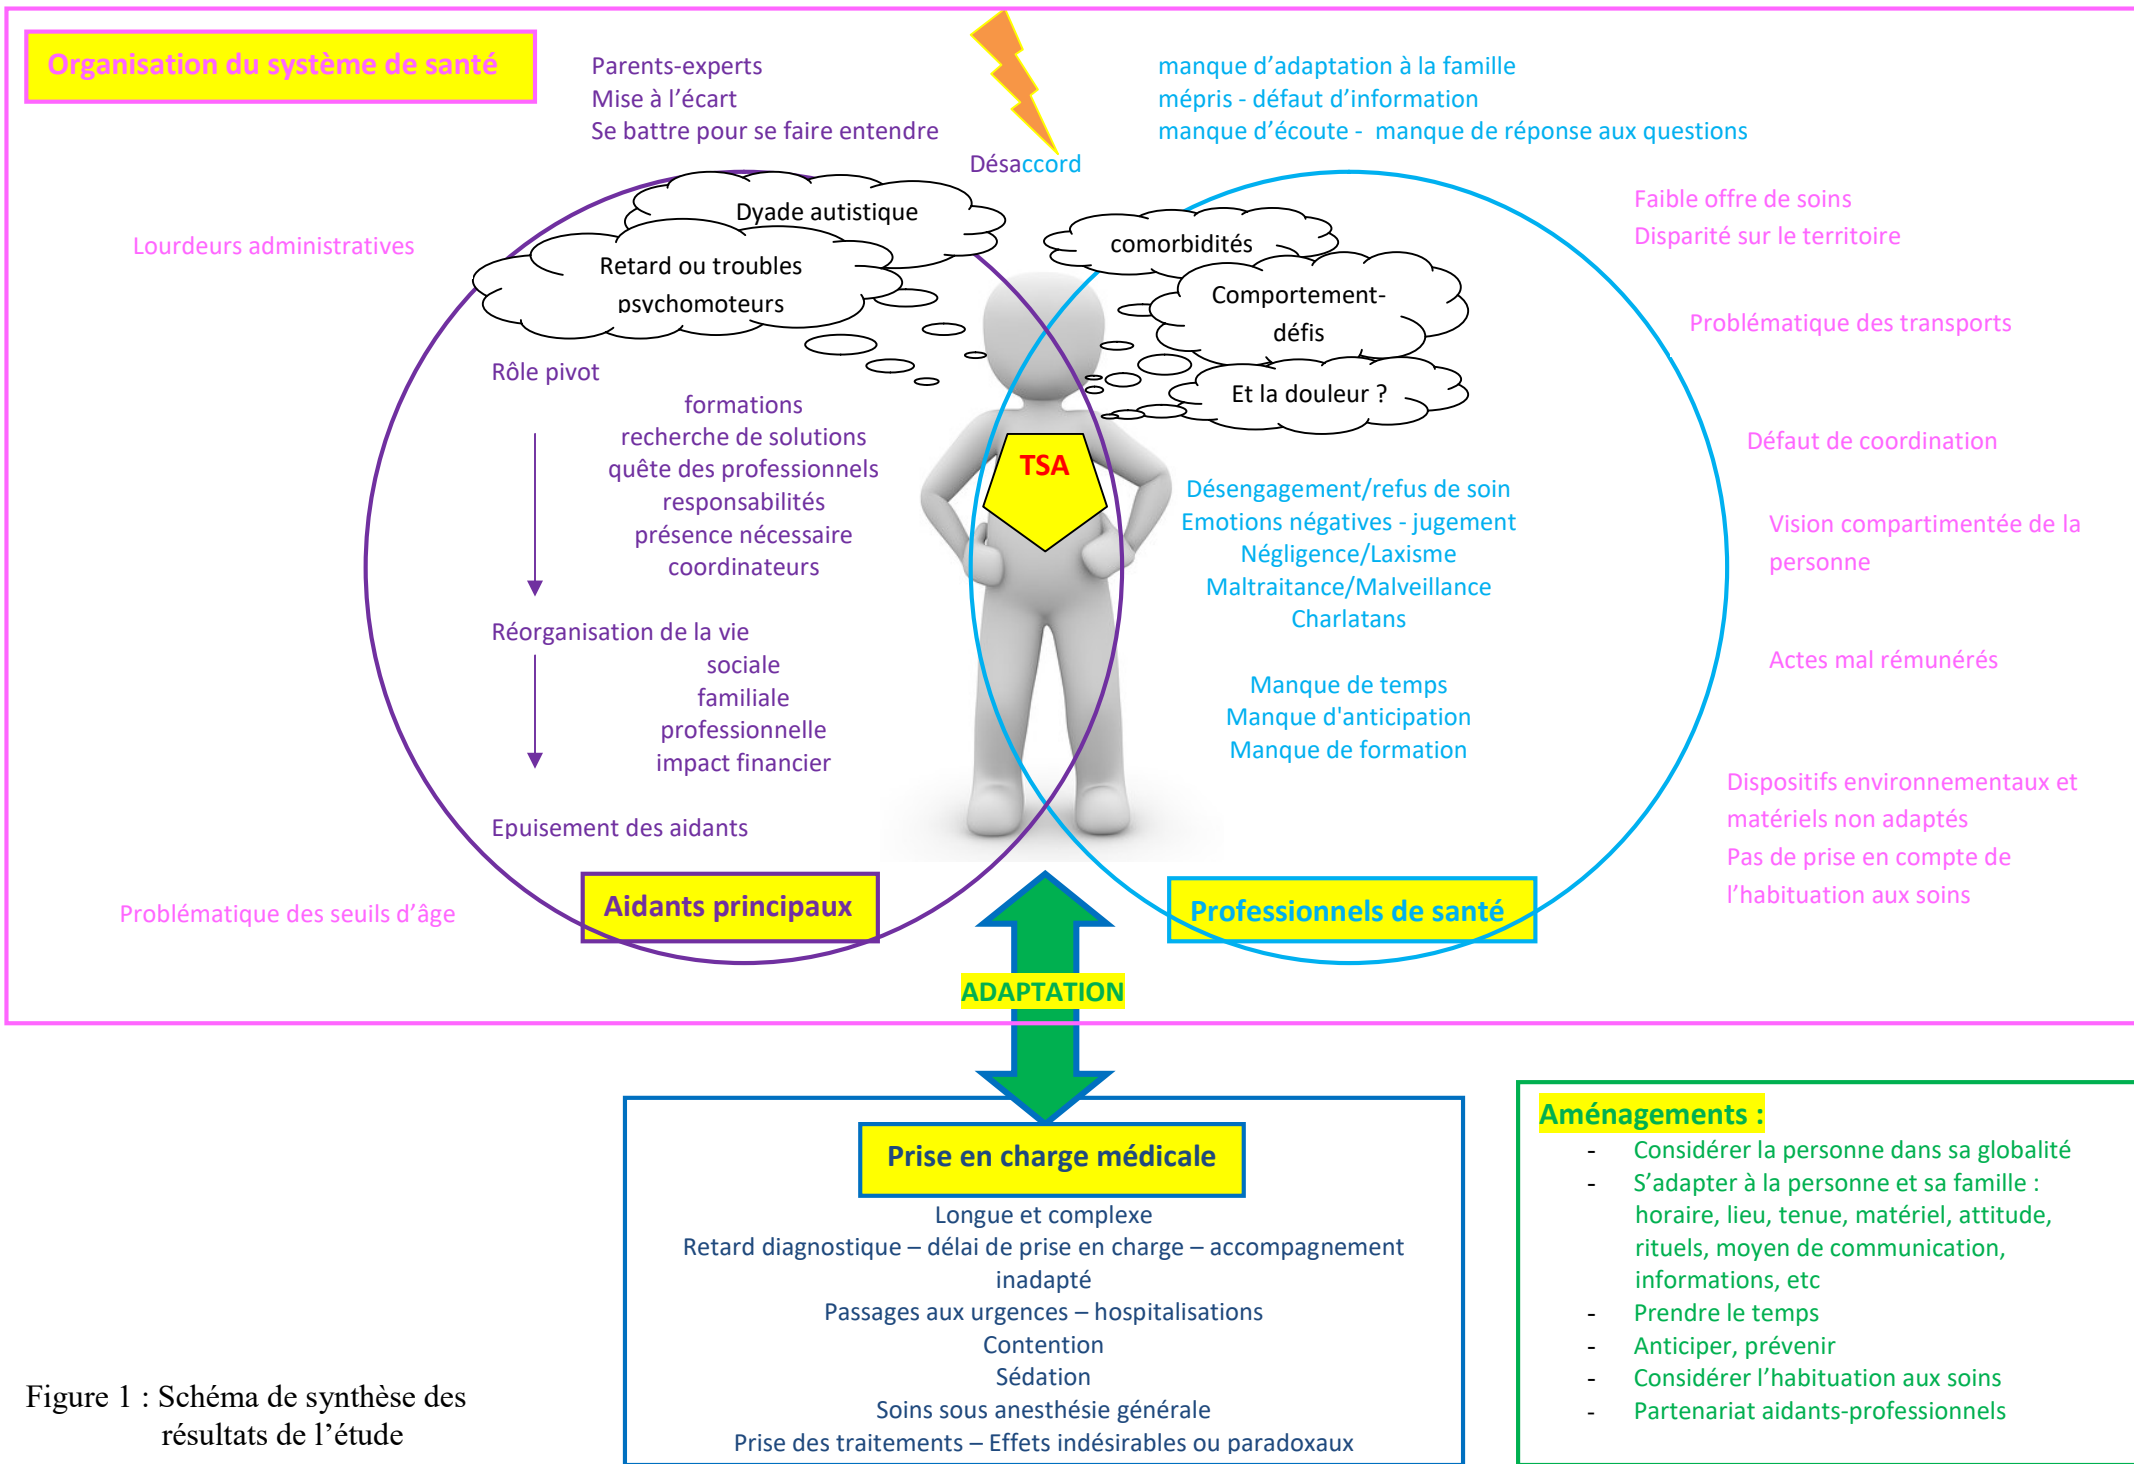 Organisation du système de santé
Parents-experts
Mise à l’écart
Se battre pour se faire entendre
Désaccord
manque d’adaptation à la famille
mépris - défaut d’information
manque d’écoute - manque de réponse aux questions
Lourdeurs administratives
Dyade autistique
Retard ou troubles
psychomoteurs
comorbidités
Comportement-
défis
Et la douleur ?
Faible offre de soins
Disparité sur le territoire
Problématique des transports
Défaut de coordination
Vision compartimentée de la
personne
Actes mal rémunérés
Dispositifs environnementaux et
matériels non adaptés
Pas de prise en compte de
l’habituation aux soins
Rôle pivot
formations
recherche de solutions
quête des professionnels
responsabilités
présence nécessaire
coordinateurs
Réorganisation de la vie
sociale
familiale
professionnelle
impact financier
Epuisement des aidants
TSA
Désengagement/refus de soin
Emotions négatives - jugement
Négligence/Laxisme
Maltraitance/Malveillance
Charlatans
Manque de temps
Manque d'anticipation
Manque de formation
Problématique des seuils d’âge
Aidants principaux
Professionnels de santé
ADAPTATION
Prise en charge médicale
Longue et complexe
Retard diagnostique – délai de prise en charge – accompagnement
inadapté
Passages aux urgences – hospitalisations
Contention
Sédation
Soins sous anesthésie générale
Prise des traitements – Effets indésirables ou paradoxaux
Aménagements :
- Considérer la personne dans sa globalité
- S’adapter à la personne et sa famille :
horaire, lieu, tenue, matériel, attitude,
rituels, moyen de communication,
informations, etc
- Prendre le temps
- Anticiper, prévenir
- Considérer l’habituation aux soins
- Partenariat aidants-professionnels
Figure 1 : Schéma de synthèse des
résultats de l’étude